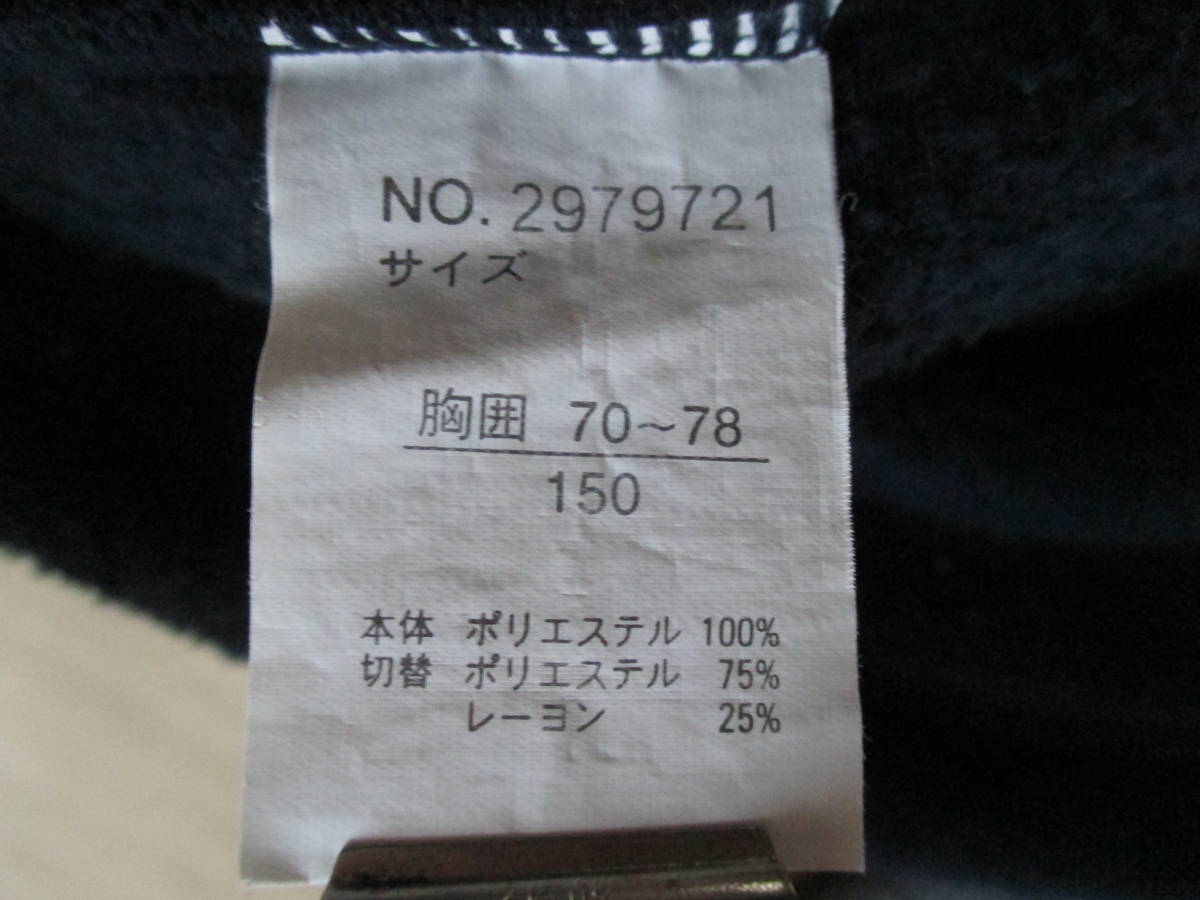 NO. 2979721
サイズ
胸囲 70~78
150
本体 ポリエステル 100%
切替 ポリエステル 75%
レーヨン 25%